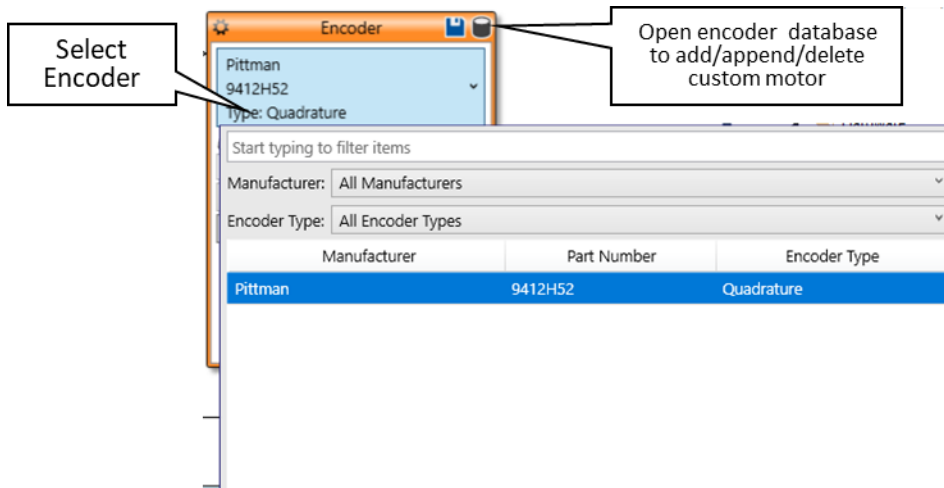 Select
Encoder
Encoder
Open encoder database
to add/append/delete
custom motor
Pittman
9412H52
Type: Quadrature
Start typing to filter items
Manufacturer: All Manufacturers
Encoder Type: All Encoder Types
Manufacturer Part Number Encoder Type
Pittman 9412H52 Quadrature